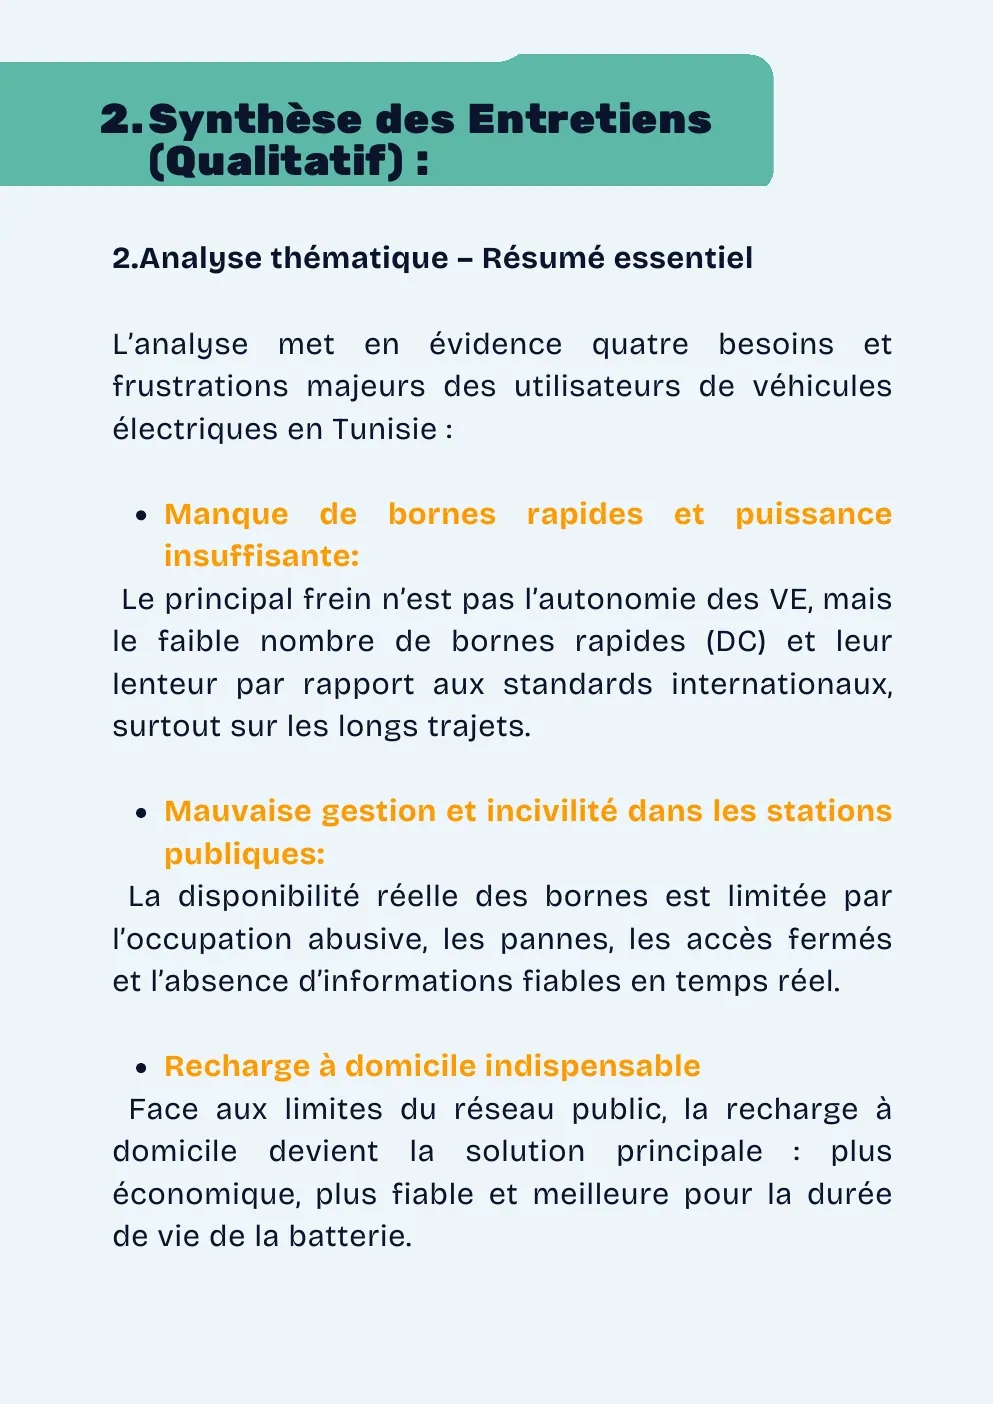 2. Synthèse des Entretiens
(Qualitatif) :
2.Analyse thématique – Résumé essentiel
L’analyse met en évidence quatre besoins et
frustrations majeurs des utilisateurs de véhicules
électriques en Tunisie :
• Manque de bornes rapides et puissance
insuffisante:
Le principal frein n’est pas l’autonomie des VE, mais
le faible nombre de bornes rapides (DC) et leur
lenteur par rapport aux standards internationaux,
surtout sur les longs trajets.
• Mauvaise gestion et incivilité dans les stations
publiques:
La disponibilité réelle des bornes est limitée par
l’occupation abusive, les pannes, les accès fermés
et l’absence d’informations fiables en temps réel.
• Recharge à domicile indispensable
Face aux limites du réseau public, la recharge à
domicile devient la solution principale : plus
économique, plus fiable et meilleure pour la durée
de vie de la batterie.